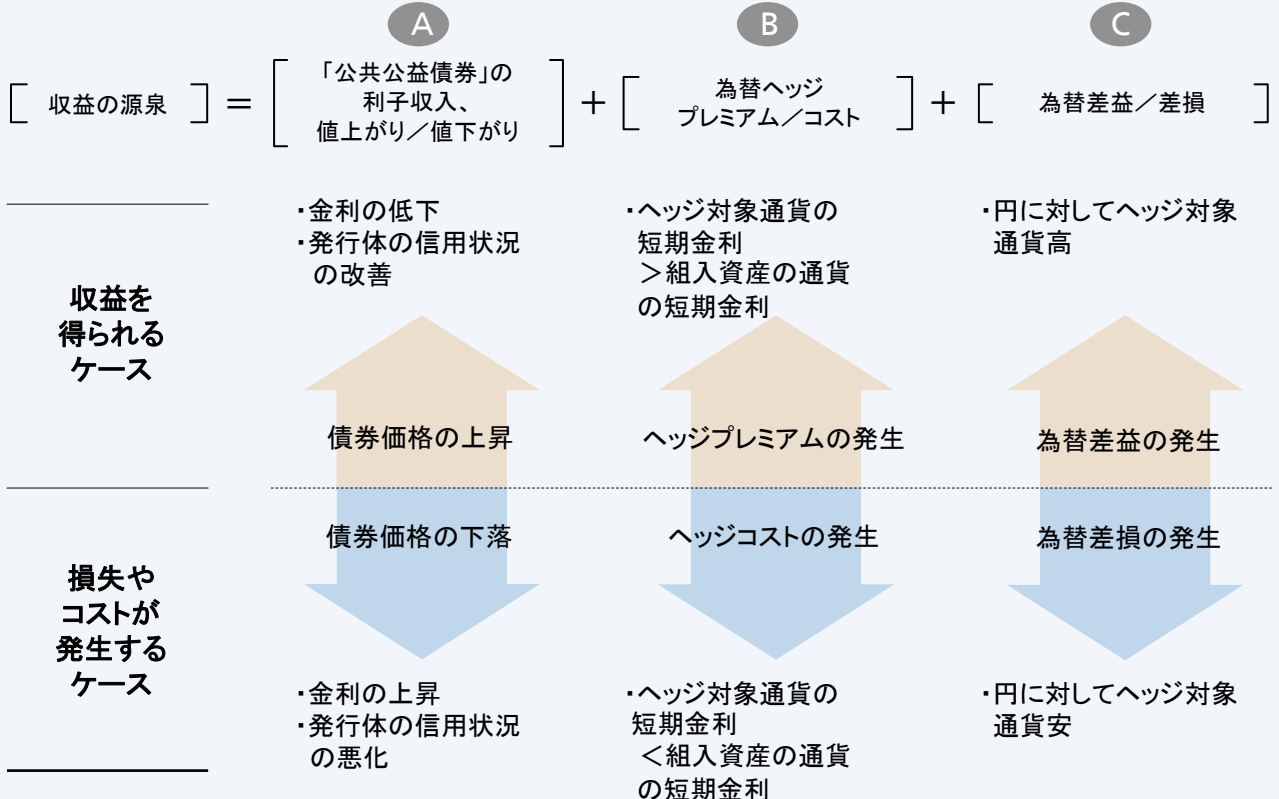 A
B
C
[ 収益の源泉 ] = [ 「公共公益債券」の
利子収入、
値上がり／値下がり ] + [ 為替ヘッジ
プレミアム／コスト ] + [ 為替差益／差損 ]
収益を
得られる
ケース
・金利の低下
・発行体の信用状況
の改善
・ヘッジ対象通貨の
短期金利
＞組入資産の通貨
の短期金利
・円に対してヘッジ対象
通貨高
債券価格の上昇
ヘッジプレミアムの発生
為替差益の発生
損失や
コストが
発生する
ケース
債券価格の下落
ヘッジコストの発生
為替差損の発生
・金利の上昇
・発行体の信用状況
の悪化
・ヘッジ対象通貨の
短期金利
＜組入資産の通貨
の短期金利
・円に対してヘッジ対象
通貨安